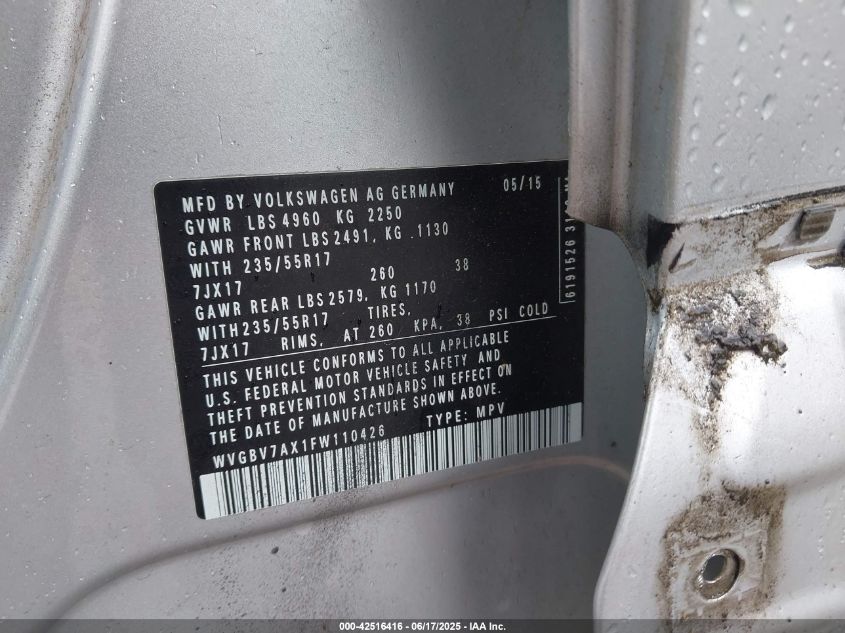 MFD BY VOLKSWAGEN AG GERMANY 05/15
GVWR LBS 4960 KG 2250
GAWR FRONT LBS 2491, KG 1130
WITH 235/55R17
7JX17 260 38
GAWR REAR LBS 2579, KG 1170
WITH 235/55R17 TIRES,
7JX17 RIMS, AT 260 KPA, 38 PSI COLD
THIS VEHICLE CONFORMS TO ALL APPLICABLE
U.S. FEDERAL MOTOR VEHICLE SAFETY AND
THEFT PREVENTION STANDARDS IN EFFECT ON
THE DATE OF MANUFACTURE SHOWN ABOVE.
WVGBV7AX1FW110426 TYPE: MPV
6191526
000-42516416 - 06/17/2025 - IAA Inc.